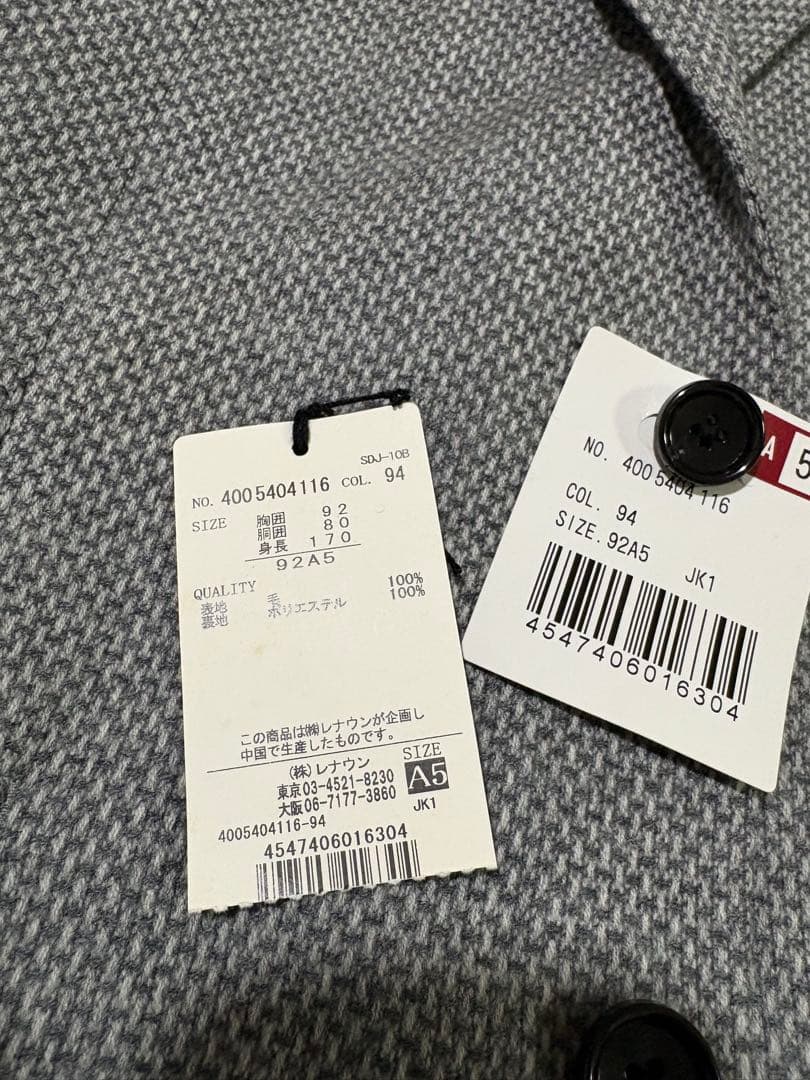 SDJ-10B
NO. 4005404116 COL. 94
SIZE 胸囲 92
胴囲 80
身長 170
92A5
QUALITY
表地 毛 100%
裏地 ポリエステル 100%
この商品は㈱レナウンが企画し
中国で生産したものです。
(株)レナウン SIZE
東京03-4521-8230 A5
大阪06-7177-3860 JK1
4005404116-94
4547406016304
A 5
NO. 4005404116
COL. 94
SIZE. 92A5 JK1
4547406016304